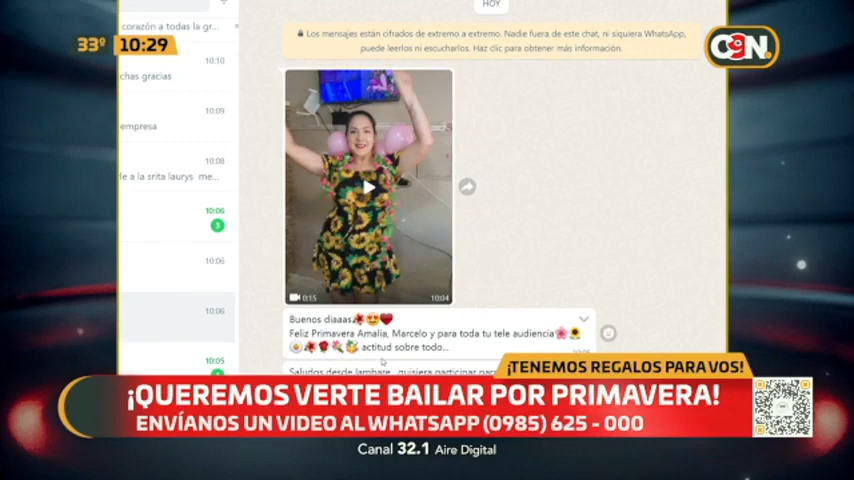 HOY
corazón a todas la gr...
Los mensajes están cifrados de extremo a extremo. Nadie fuera de este chat, ni siquiera WhatsApp,
puede leerlos ni escucharlos. Haz clic para obtener más información.
33º 10:29
C9N.
10:10
chas gracias
10:09
empresa
10:08
le a la srita laurys me...
10:06
3
10:06
10:06
10:05
0:15 10:04
Buenos diaaas
Feliz Primavera Amalia, Marcelo y para toda tu tele audiencia
actitud sobre todo...
Saludos desde lambare, quisiera participar para
¡TENEMOS REGALOS PARA VOS!
¡QUEREMOS VERTE BAILAR POR PRIMAVERA!
ENVÍANOS UN VIDEO AL WHATSAPP (0985) 625 - 000
Canal 32.1 Aire Digital